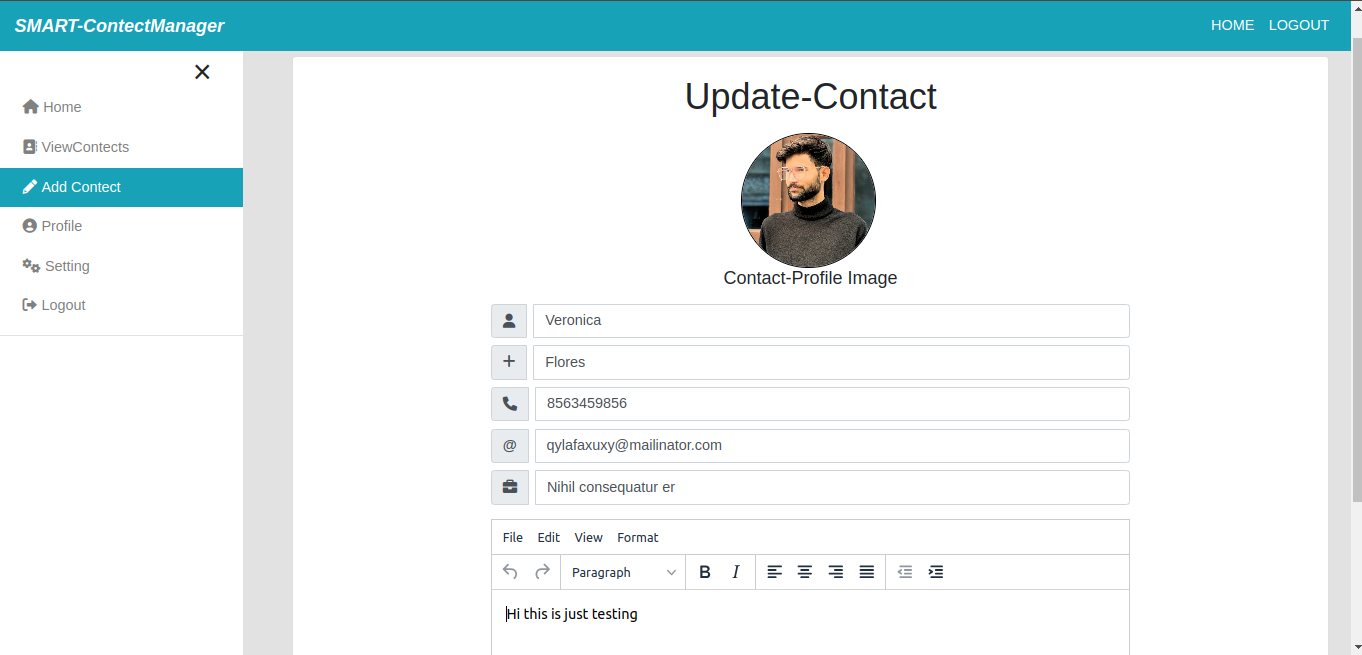 SMART-ContectManager
HOME LOGOUT
Home
ViewContects
Add Contect
Profile
Setting
Logout
Update-Contact
Contact-Profile Image
Veronica
Flores
8563459856
@ qylafaxuxy@mailinator.com
Nihil consequatur er
File Edit View Format
Paragraph B I
Hi this is just testing